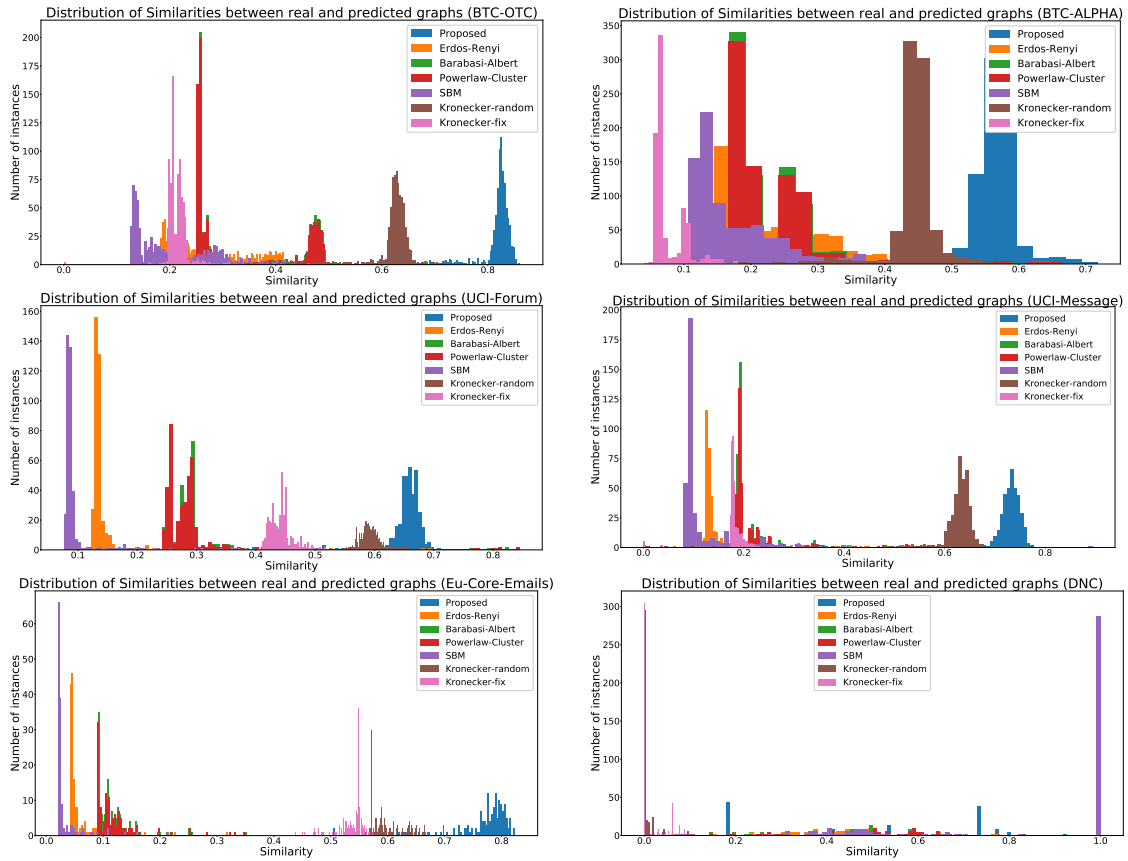 Distribution of Similarities between real and predicted graphs (BTC-OTC)
Number of instances
200
175
150
125
100
75
50
25
0
0.0 0.2 0.4 0.6 0.8
Similarity
Proposed
Erdos-Renyi
Barabasi-Albert
Powerlaw-Cluster
SBM
Kronecker-random
Kronecker-fix
Distribution of Similarities between real and predicted graphs (BTC-ALPHA)
Number of instances
350
300
250
200
150
100
50
0
0.1 0.2 0.3 0.4 0.5 0.6 0.7
Similarity
Proposed
Erdos-Renyi
Barabasi-Albert
Powerlaw-Cluster
SBM
Kronecker-random
Kronecker-fix
Distribution of Similarities between real and predicted graphs (UCI-Forum)
Number of instances
160
140
120
100
80
60
40
20
0
0.1 0.2 0.3 0.4 0.5 0.6 0.7 0.8
Similarity
Proposed
Erdos-Renyi
Barabasi-Albert
Powerlaw-Cluster
SBM
Kronecker-random
Kronecker-fix
Distribution of Similarities between real and predicted graphs (UCI-Message)
Number of instances
200
175
150
125
100
75
50
25
0
0.0 0.2 0.4 0.6 0.8
Similarity
Proposed
Erdos-Renyi
Barabasi-Albert
Powerlaw-Cluster
SBM
Kronecker-random
Kronecker-fix
Distribution of Similarities between real and predicted graphs (Eu-Core-Emails)
Number of instances
60
50
40
30
20
10
0
0.0 0.1 0.2 0.3 0.4 0.5 0.6 0.7 0.8
Similarity
Proposed
Erdos-Renyi
Barabasi-Albert
Powerlaw-Cluster
SBM
Kronecker-random
Kronecker-fix
Distribution of Similarities between real and predicted graphs (DNC)
Number of instances
300
250
200
150
100
50
0
0.0 0.2 0.4 0.6 0.8 1.0
Similarity
Proposed
Erdos-Renyi
Barabasi-Albert
Powerlaw-Cluster
SBM
Kronecker-random
Kronecker-fix